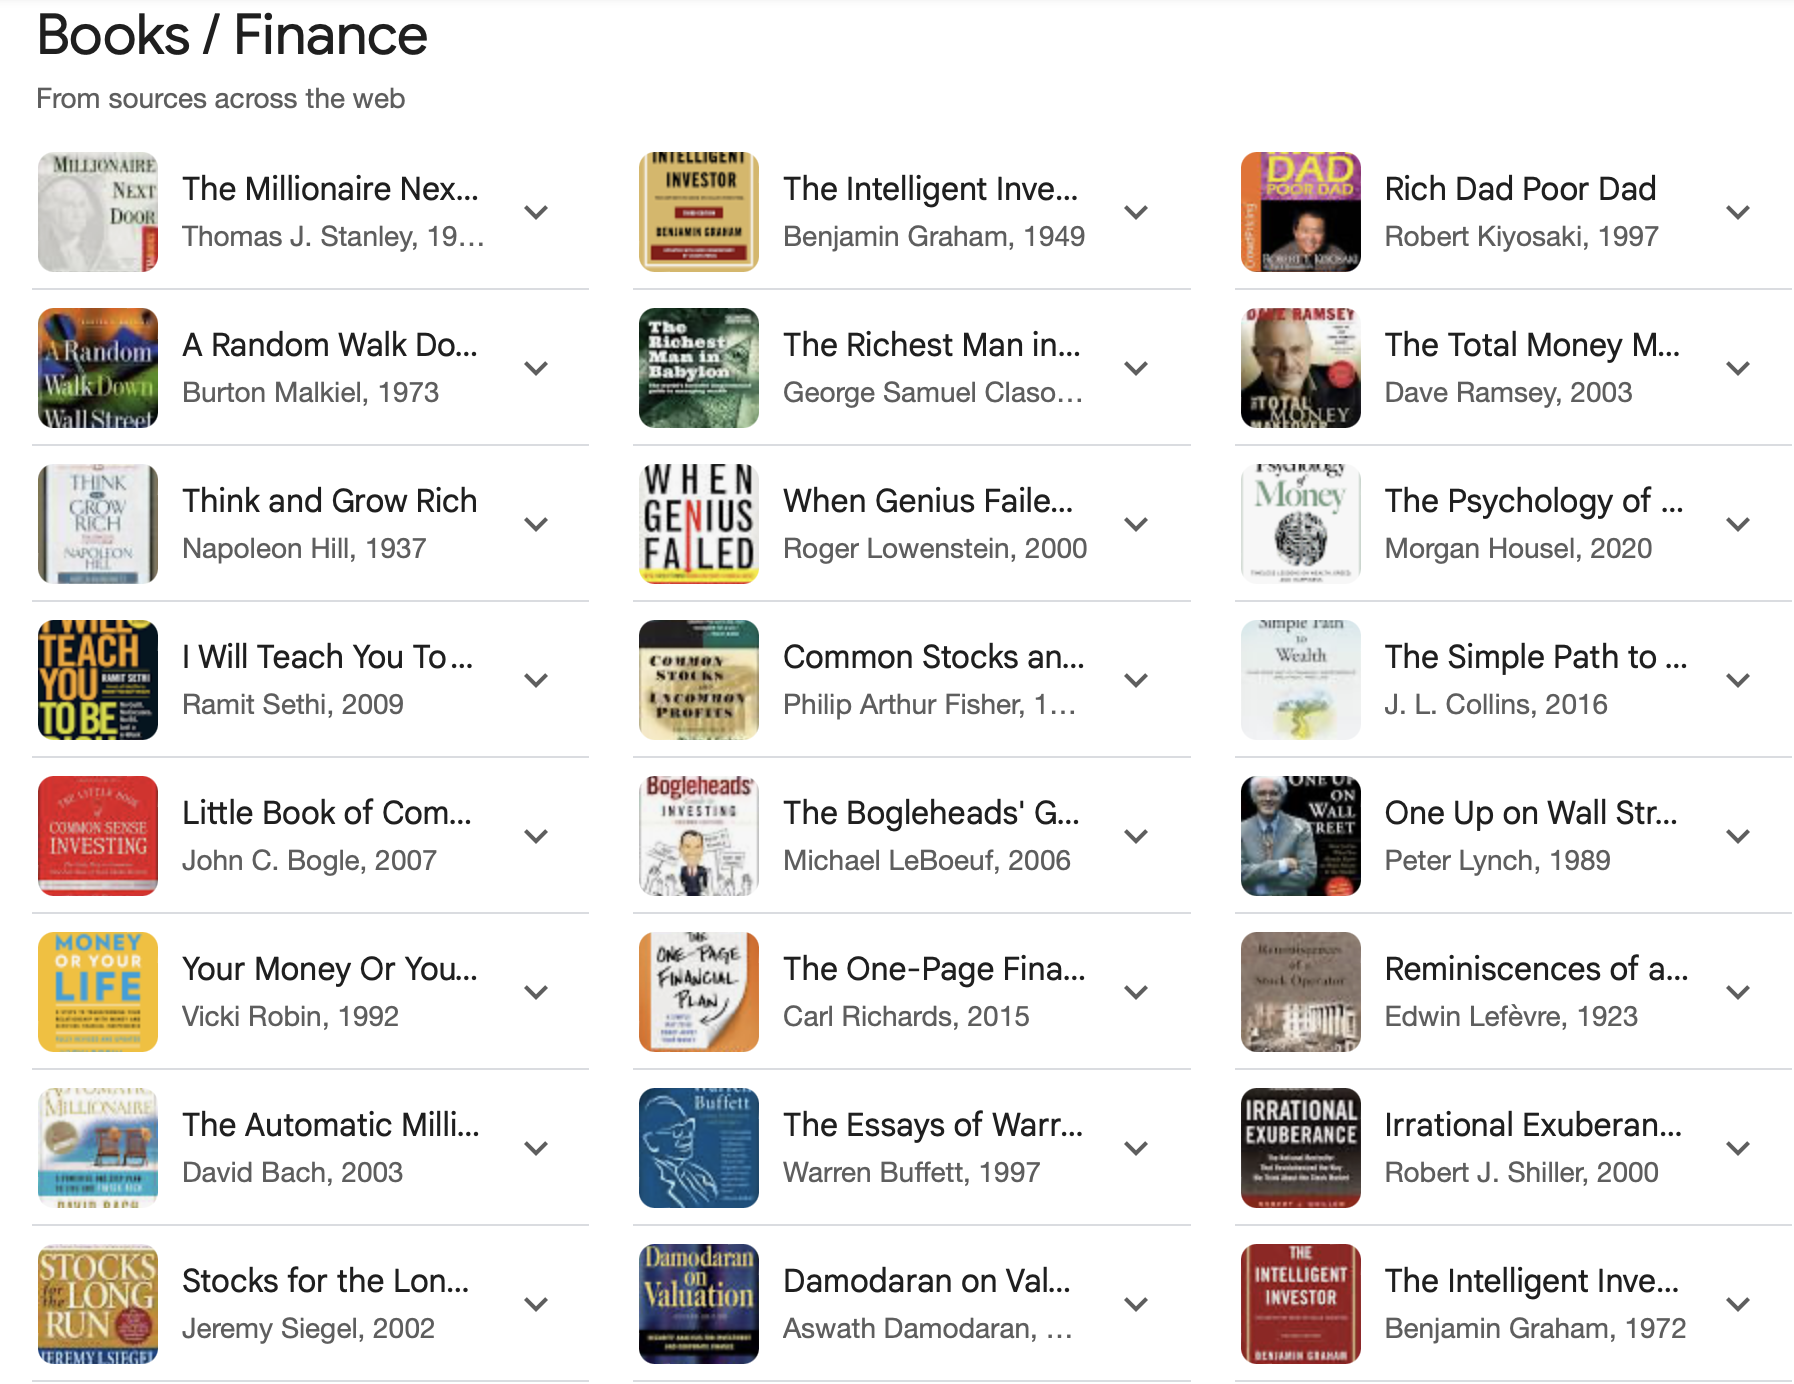 Books / Finance
From sources across the web
MILLIONAIRE
NEXT
DOOR
The Millionaire Nex...
Thomas J. Stanley, 19...
INTELLIGENT
INVESTOR
BENJAMIN GRAHAM
The Intelligent Inve...
Benjamin Graham, 1949
DAD
POOR DAD
Rich Dad Poor Dad
Robert Kiyosaki, 1997
A Random
Walk Down
Wall Street
A Random Walk Do...
Burton Malkiel, 1973
The
Richest
Man in
Babylon
The Richest Man in...
George Samuel Claso...
DAVE RAMSEY
THE TOTAL
MONEY
MAKEOVER
The Total Money M...
Dave Ramsey, 2003
THINK
GROW
RICH
NAPOLEON
HILL
Think and Grow Rich
Napoleon Hill, 1937
WHEN
GENIUS
FAILED
When Genius Faile...
Roger Lowenstein, 2000
Psychology
of
Money
The Psychology of ...
Morgan Housel, 2020
I WILL
TEACH
YOU
RAMIT SETHI
TO BE
RICH
I Will Teach You To...
Ramit Sethi, 2009
COMMON
STOCKS
AND
UNCOMMON
PROFITS
Common Stocks an...
Philip Arthur Fisher, 1...
Simple Path
to
Wealth
The Simple Path to ...
J. L. Collins, 2016
THE LITTLE BOOK
of
COMMON SENSE
INVESTING
Little Book of Com...
John C. Bogle, 2007
Bogleheads'
INVESTING
The Bogleheads' G...
Michael LeBoeuf, 2006
ONE UP
ON
WALL
STREET
One Up on Wall Str...
Peter Lynch, 1989
MONEY
OR YOUR
LIFE
Your Money Or You...
Vicki Robin, 1992
THE
ONE-PAGE
FINANCIAL
PLAN
The One-Page Fina...
Carl Richards, 2015
Reminiscences
of a
Stock Operator
Reminiscences of a...
Edwin Lefèvre, 1923
AUTOMATIC
MILLIONAIRE
DAVID BACH
The Automatic Milli...
David Bach, 2003
Warren
Buffett
The Essays of Warr...
Warren Buffett, 1997
IRRATIONAL
EXUBERANCE
ROBERT J. SHILLER
Irrational Exuberan...
Robert J. Shiller, 2000
STOCKS
for the
LONG
RUN
JEREMY J. SIEGEL
Stocks for the Lon...
Jeremy Siegel, 2002
Damodaran
on
Valuation
Damodaran on Val...
Aswath Damodaran, ...
THE
INTELLIGENT
INVESTOR
BENJAMIN GRAHAM
The Intelligent Inve...
Benjamin Graham, 1972